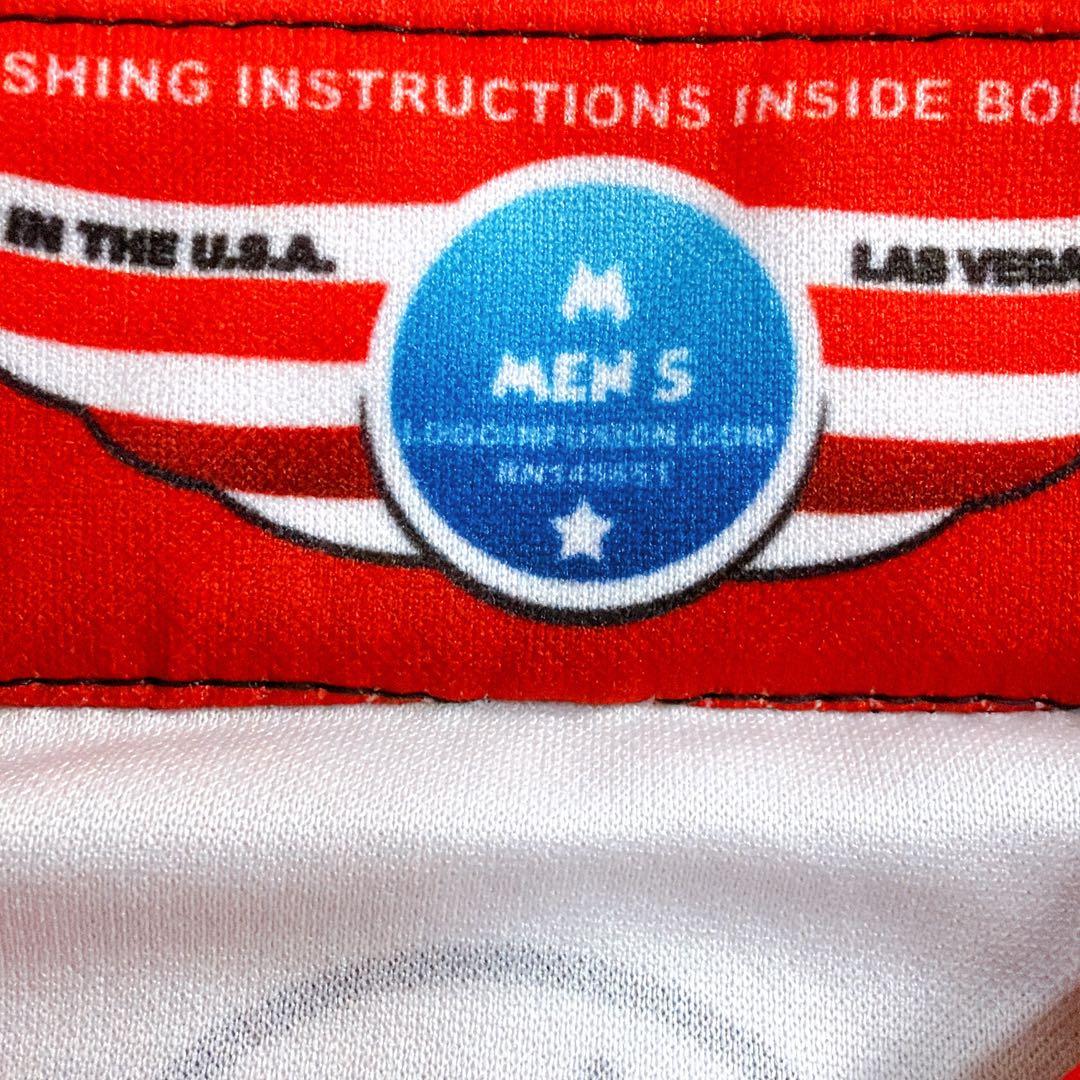 SHING INSTRUCTIONS INSIDE BO
IN THE U.S.A.
LAS VEGA
M
MEN S